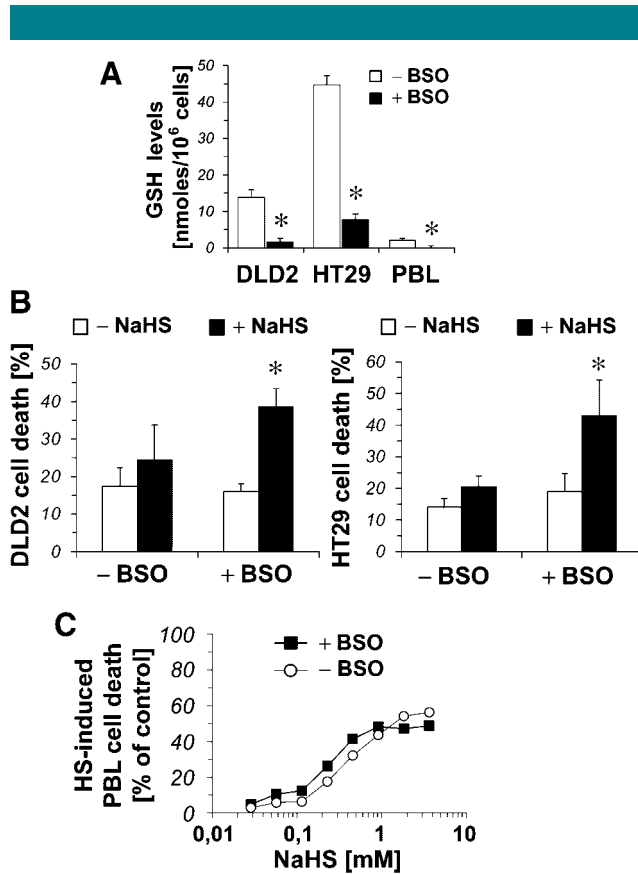 A
GSH levels
[nmoles/10⁶ cells]
50
40
30
20
10
0
– BSO
+ BSO
*
*
*
DLD2 HT29 PBL
B
– NaHS + NaHS
DLD2 cell death [%]
50
40
30
20
10
0
*
– BSO + BSO
– NaHS + NaHS
HT29 cell death [%]
60
50
40
30
20
10
0
*
– BSO + BSO
C
HS-induced
PBL cell death
[% of control]
100
80
60
40
20
0
+ BSO
– BSO
0,01 0,1 1 10
NaHS [mM]